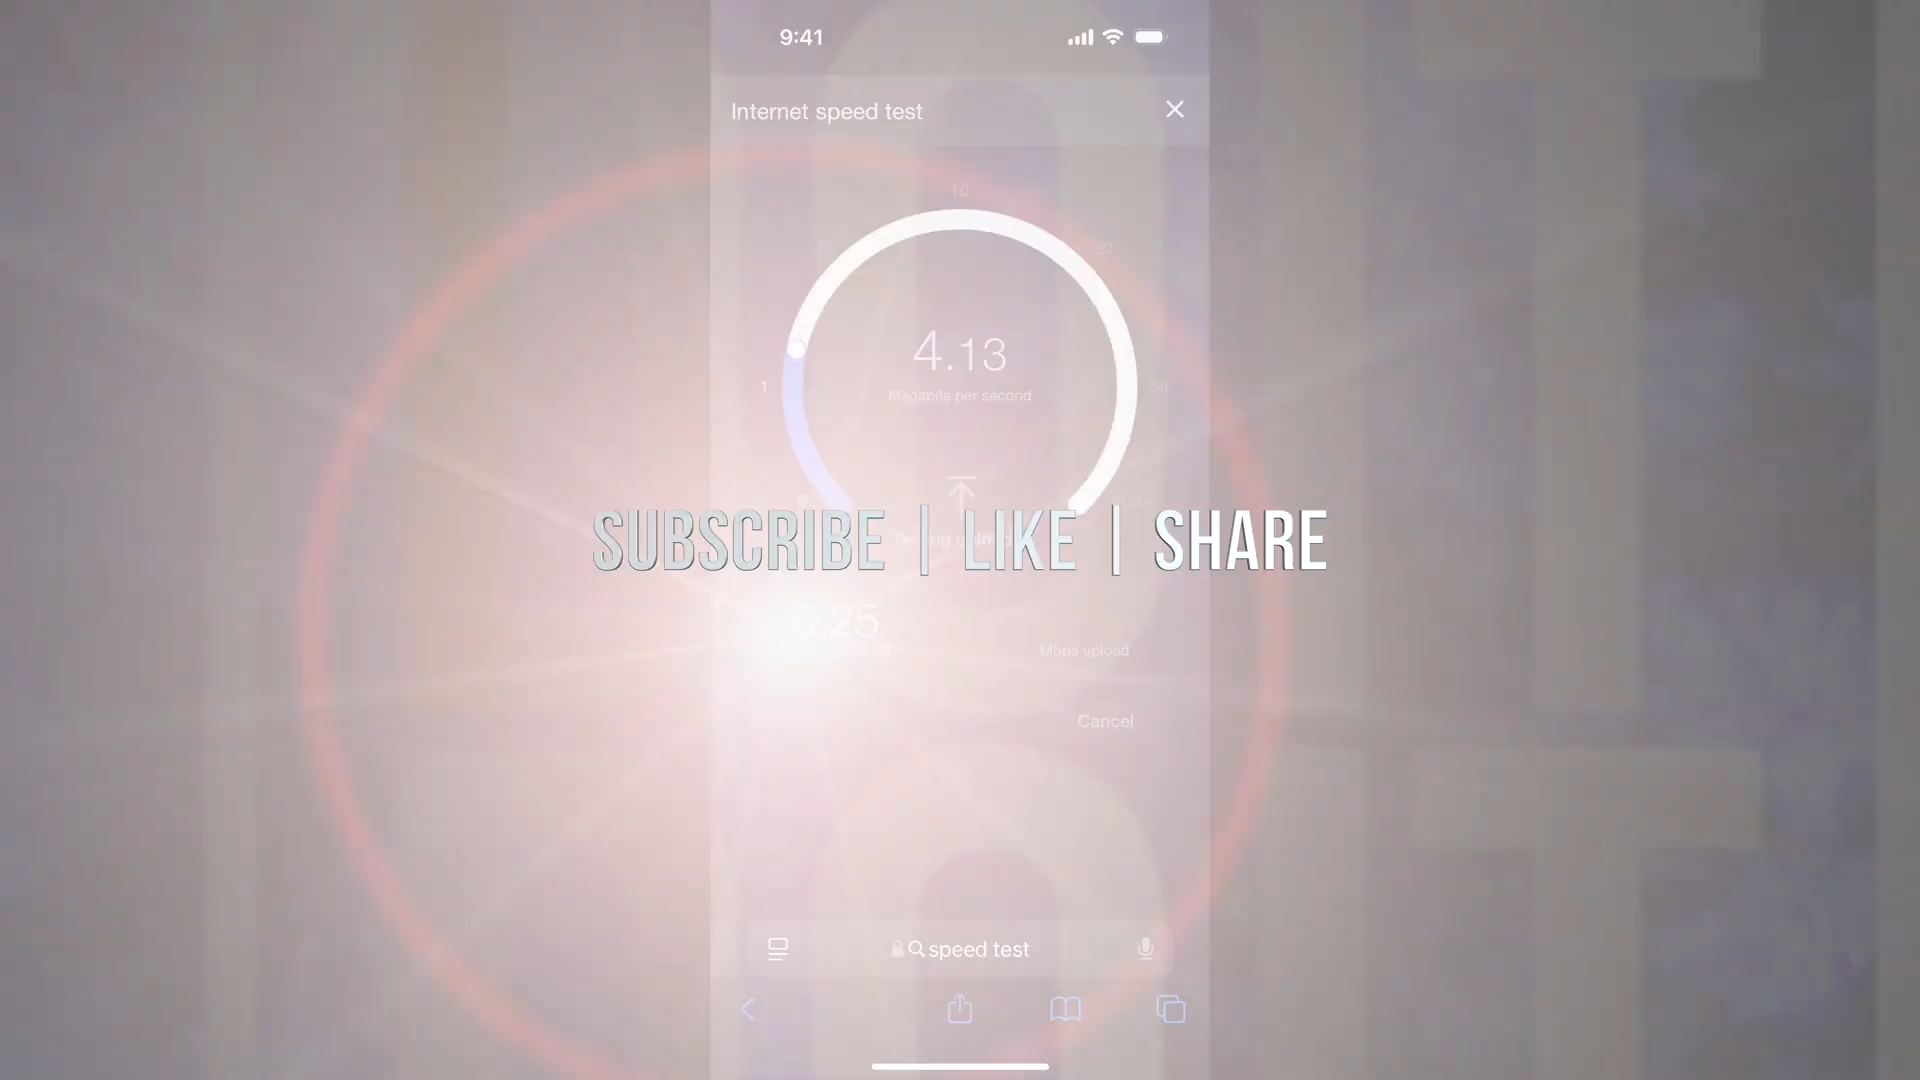 9:41
Internet speed test
10
1
4.13
Megabits per second
SUBSCRIBE | LIKE | SHARE
Mbps upload
Cancel
speed test